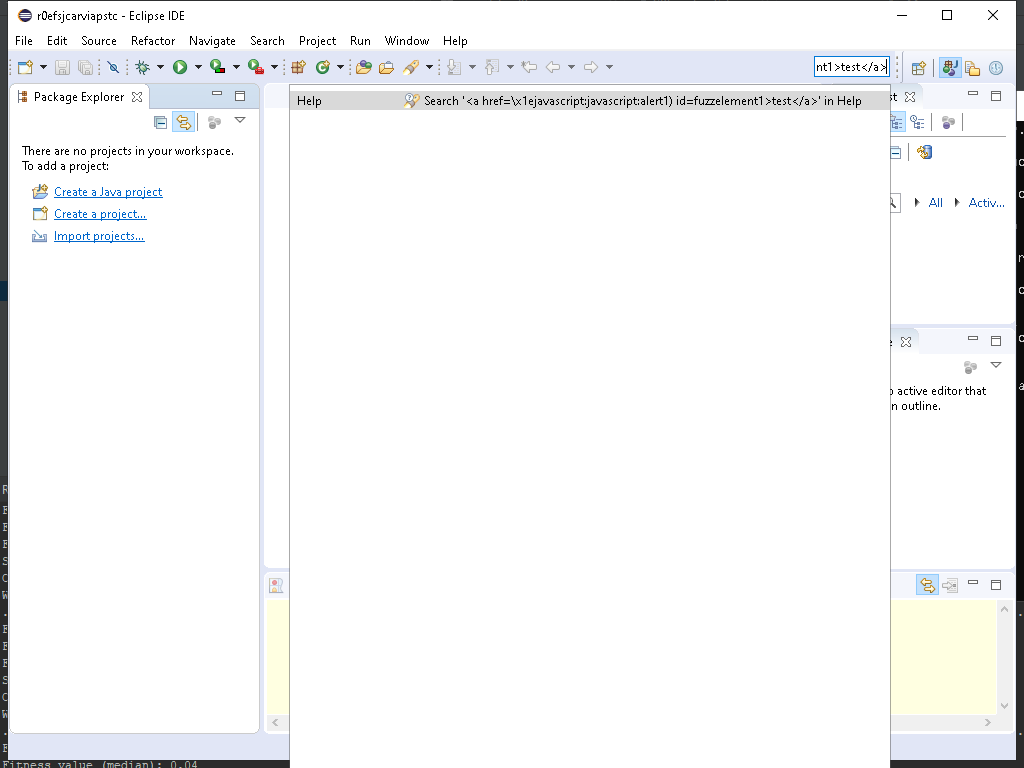 r0efsjcarviapstc - Eclipse IDE
File Edit Source Refactor Navigate Search Project Run Window Help
nt1>test</a>
Package Explorer
Help Search '<a href=\x1ejavascript:javascript:alert1) id=fuzzelement1>test</a>' in Help
st
There are no projects in your workspace.
To add a project:
Create a Java project
All Activ...
Create a project...
Import projects...
active editor that
n outline.
Fitness value (median): 0.04